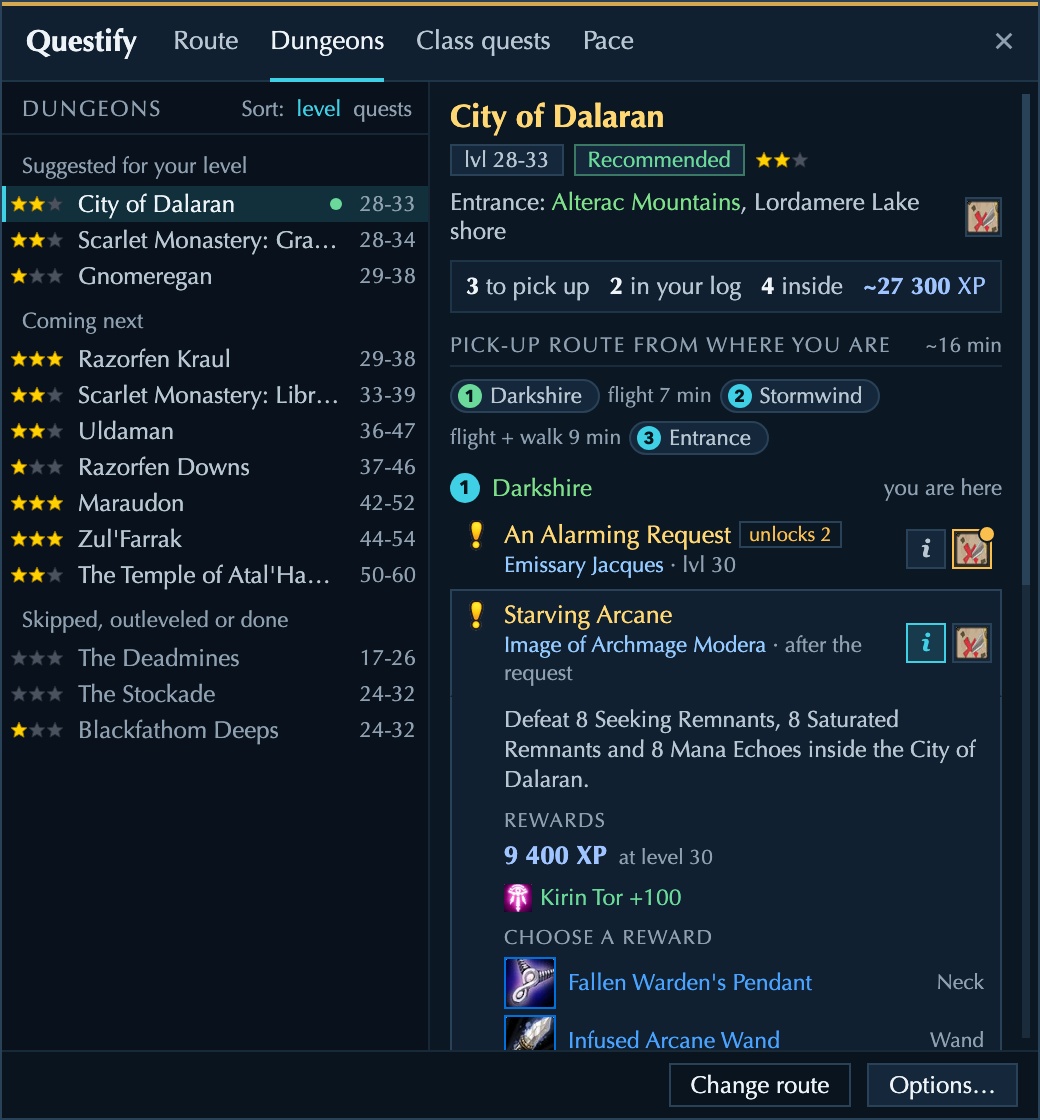 Questify Route Dungeons Class quests Pace
DUNGEONS Sort: level quests
Suggested for your level
City of Dalaran 28-33
Scarlet Monastery: Gra... 28-34
Gnomeregan 29-38
Coming next
Razorfen Kraul 29-38
Scarlet Monastery: Libr... 33-39
Uldaman 36-47
Razorfen Downs 37-46
Maraudon 42-52
Zul'Farrak 44-54
The Temple of Atal'Ha... 50-60
Skipped, outleveled or done
The Deadmines 17-26
The Stockade 24-32
Blackfathom Deeps 24-32
City of Dalaran
lvl 28-33 Recommended
Entrance: Alterac Mountains, Lordamere Lake
shore
3 to pick up 2 in your log 4 inside ~27 300 XP
PICK-UP ROUTE FROM WHERE YOU ARE ~16 min
1 Darkshire flight 7 min 2 Stormwind
flight + walk 9 min 3 Entrance
1 Darkshire you are here
An Alarming Request unlocks 2
Emissary Jacques · lvl 30
Starving Arcane
Image of Archmage Modera · after the
request
Defeat 8 Seeking Remnants, 8 Saturated
Remnants and 8 Mana Echoes inside the City of
Dalaran.
REWARDS
9 400 XP at level 30
Kirin Tor +100
CHOOSE A REWARD
Fallen Warden's Pendant Neck
Infused Arcane Wand Wand
Change route Options...